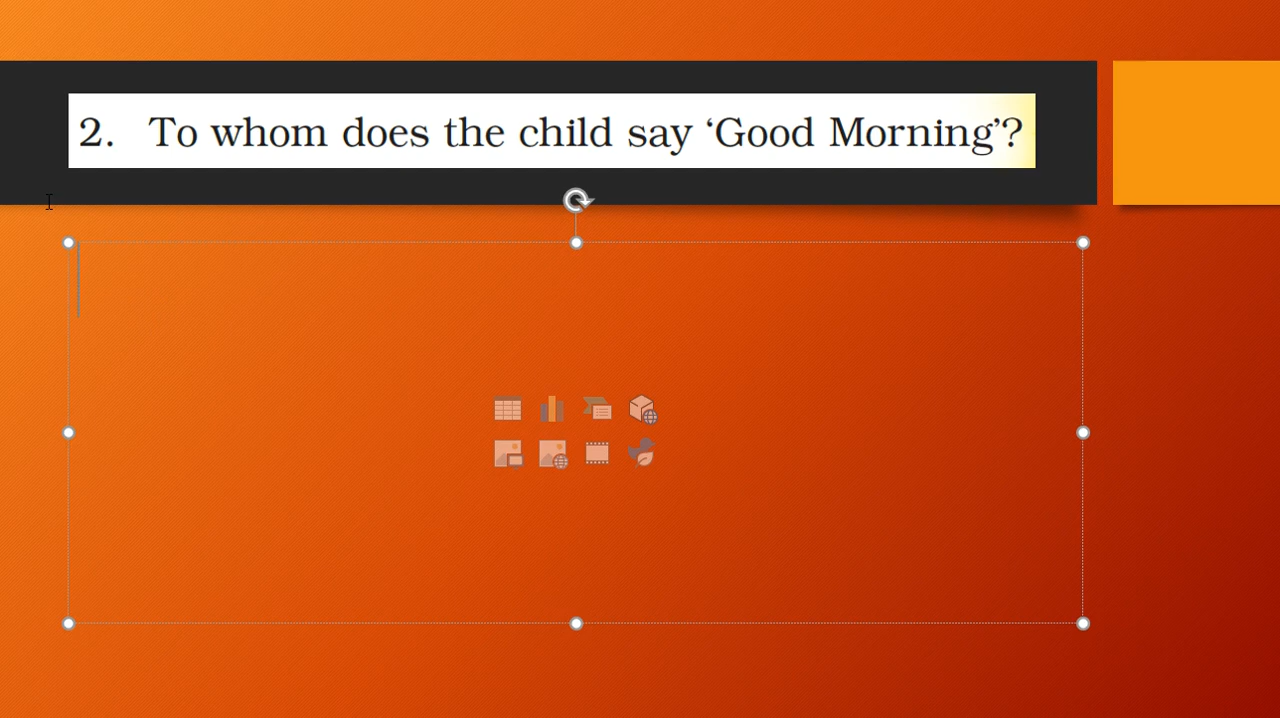 2. To whom does the child say ‘Good Morning’?